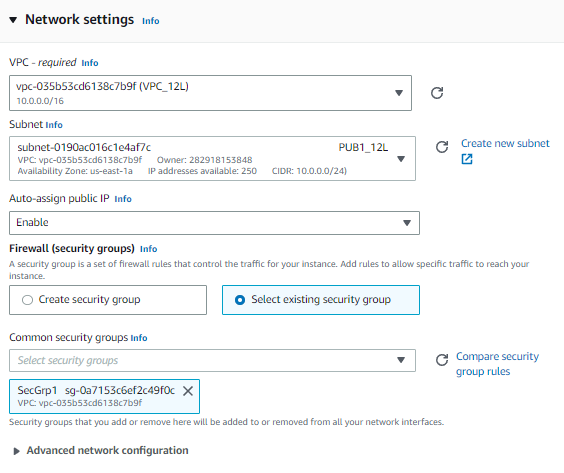 Network settings Info
VPC - required Info
vpc-035b53cd6138c7b9f (VPC_12L)
10.0.0.0/16
Subnet Info
subnet-0190ac016c1e4af7c PUB1_12L
VPC: vpc-035b53cd6138c7b9f Owner: 282918153848
Availability Zone: us-east-1a IP addresses available: 250 CIDR: 10.0.0.0/24)
Create new subnet
Auto-assign public IP Info
Enable
Firewall (security groups) Info
A security group is a set of firewall rules that control the traffic for your instance. Add rules to allow specific traffic to reach your
instance.
Create security group
Select existing security group
Common security groups Info
Select security groups
Compare security
group rules
SecGrp1 sg-0a7153c6ef2c49f0c
VPC: vpc-035b53cd6138c7b9f
Security groups that you add or remove here will be added to or removed from all your network interfaces.
Advanced network configuration